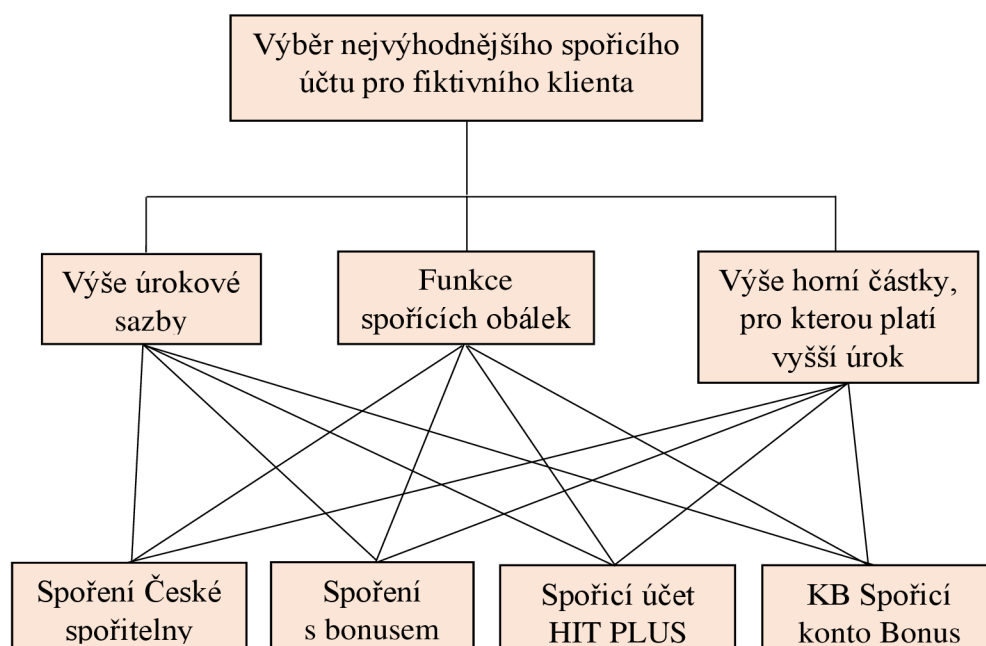 Výběr nejvýhodnějšího spořicího
účtu pro fiktivního klienta
Výše úrokové
sazby
Funkce
spořících obálek
Výše horní částky,
pro kterou platí
vyšší úrok
Spoření České
spořitelny
Spoření
s bonusem
Spořicí účet
HIT PLUS
KB Spořicí
konto Bonus